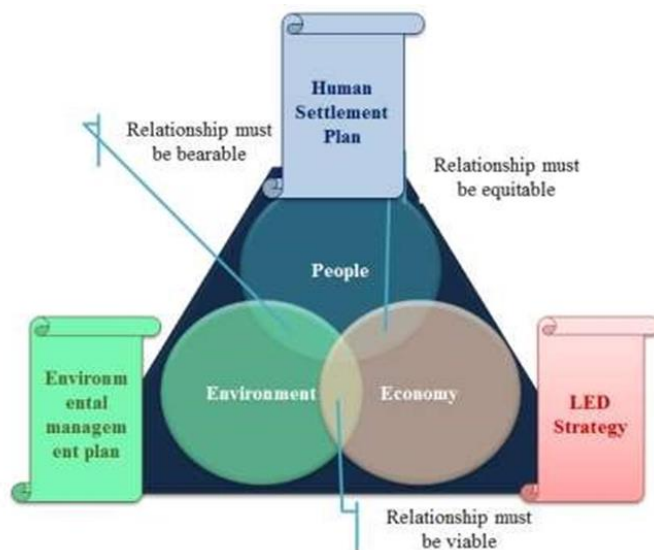 Human
Settlement
Plan
Relationship must
be bearable
Relationship must
be equitable
People
Environm
ental
managem
ent plan
Environment
Economy
LED
Strategy
Relationship must
be viable